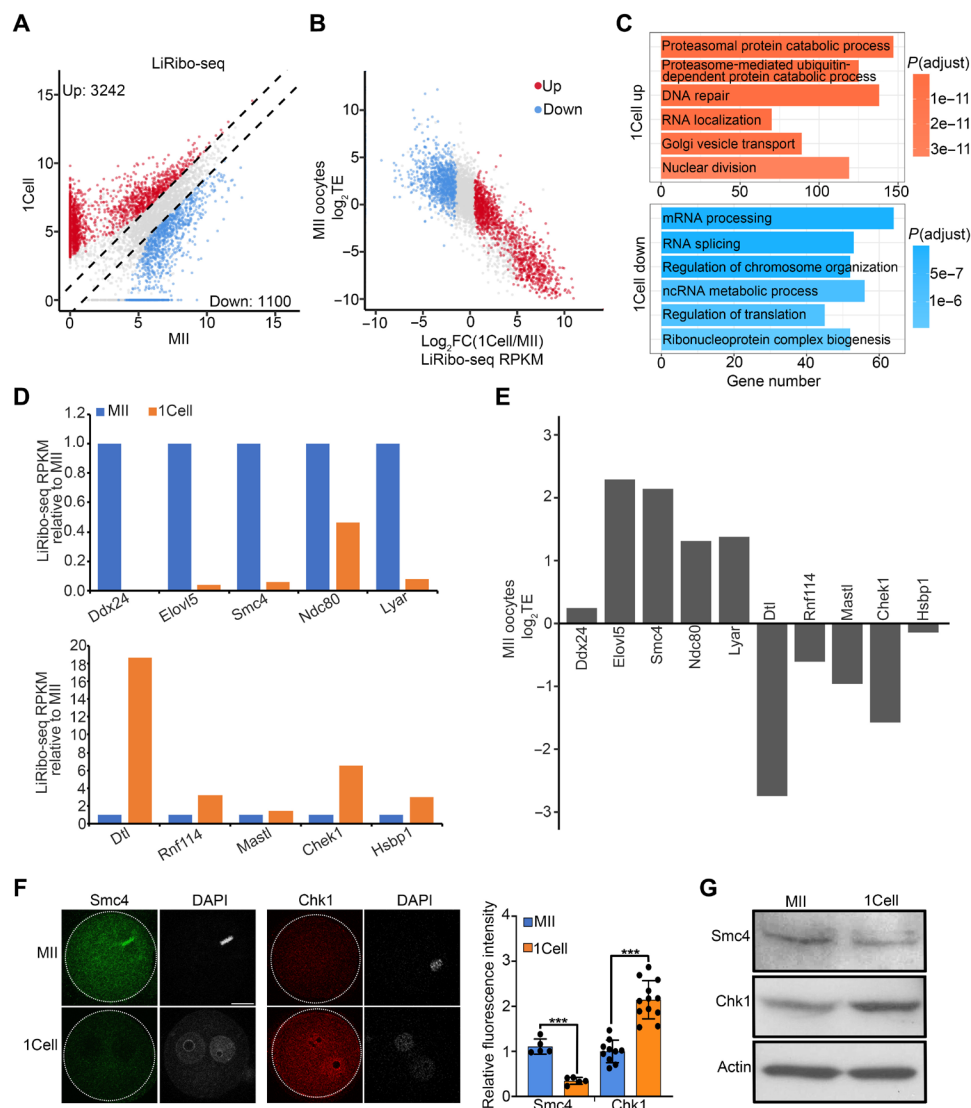 A
LiRibo-seq
Up: 3242
Down: 1100
1Cell
15
10
5
0
0
5
10
15
MII
B
Up
Down
MII oocytes
log2TE
10
5
0
−5
−10
−10
−5
0
5
10
Log2FC(1Cell/MII)
LiRibo-seq RPKM
C
1Cell up
Proteasomal protein catabolic process
Proteasome-mediated ubiquitin-
dependent protein catabolic process
DNA repair
RNA localization
Golgi vesicle transport
Nuclear division
0
50
100
150
P(adjust)
1e−11
2e−11
3e−11
1Cell down
mRNA processing
RNA splicing
Regulation of chromosome organization
ncRNA metabolic process
Regulation of translation
Ribonucleoprotein complex biogenesis
0
20
40
60
Gene number
P(adjust)
5e-7
1e-6
D
MII
1Cell
LiRibo-seq RPKM
relative to MII
1.2
1.0
0.8
0.6
0.4
0.2
0.0
Ddx24
Elovl5
Smc4
Ndc80
Lyar
LiRibo-seq RPKM
relative to MII
20
18
16
14
12
10
8
6
4
2
0
Dtl
Rnf114
Mastl
Chek1
Hsbp1
E
MII oocytes
log2TE
3
2
1
0
−1
−2
−3
Ddx24
Elovl5
Smc4
Ndc80
Lyar
Dtl
Rnf114
Mastl
Chek1
Hsbp1
F
Smc4
DAPI
Chk1
DAPI
MII
1Cell
Relative fluorescence intensity
4
3
2
1
0
MII
1Cell
***
***
Smc4
Chk1
G
MII
1Cell
Smc4
Chk1
Actin